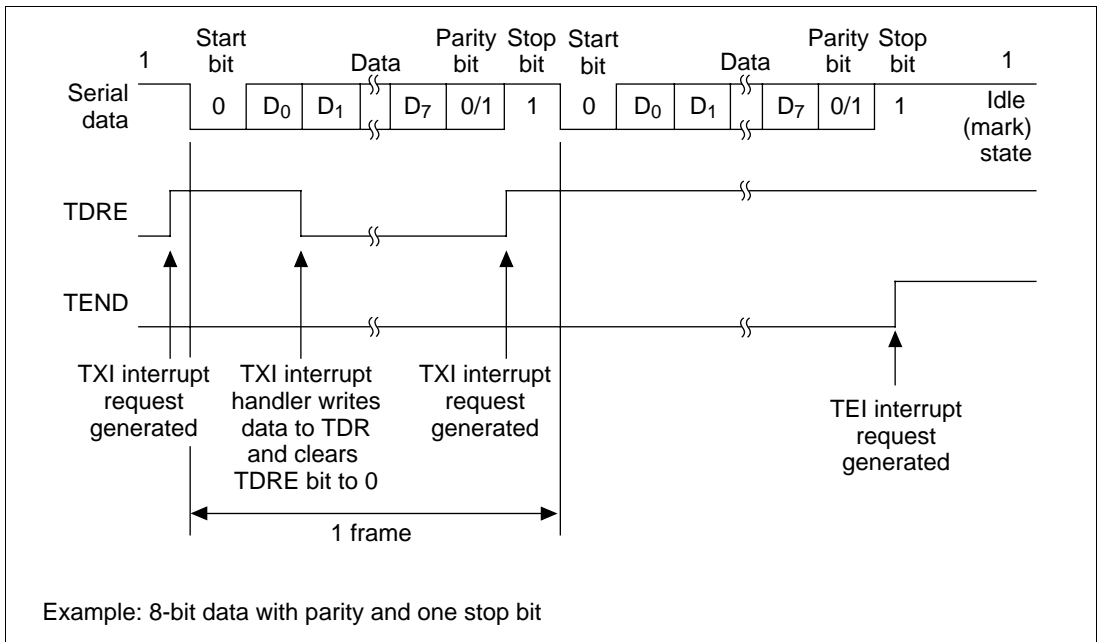 Start bit Data Parity bit Stop bit Start bit Data Parity bit Stop bit
1 1
Serial data 0 D0 D1 D7 0/1 1 0 D0 D1 D7 0/1 1 Idle (mark) state
TDRE
TEND
TXI interrupt request generated
TXI interrupt handler writes data to TDR and clears TDRE bit to 0
TXI interrupt request generated
TEI interrupt request generated
1 frame
Example: 8-bit data with parity and one stop bit